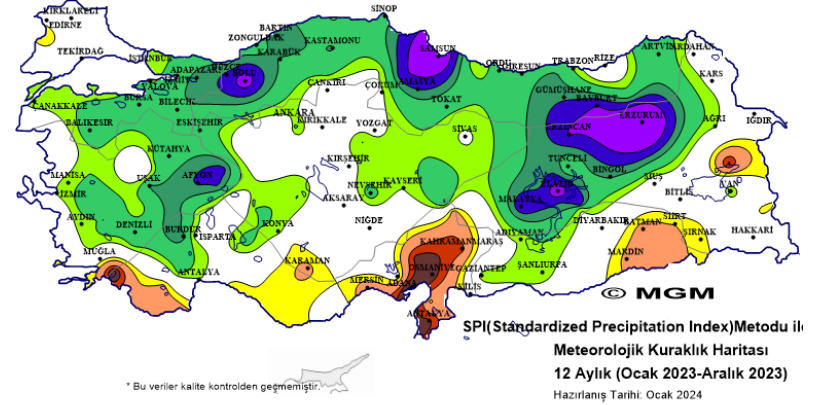 SİNOP
KIRKLARELİ
EDİRNE
BARTIN
ZONGULDAK
KASTAMONU
TEKİRDAĞ
İSTANBUL
KARABÜK
SAMSUN
ARTVİN
ARDAHAN
DÜZCE
ADAPAZARI
BOLU
ORDU
GİRESUN
TRABZON
RİZE
YALOVA
ÇANKIRI
ÇORUM
AMASYA
KARS
BURSA
BİLECİK
TOKAT
GÜMÜŞHANE
BAYBURT
ÇANAKKALE
ANKARA
KIRIKKALE
ERZURUM
IĞDIR
BALIKESİR
ESKİŞEHİR
YOZGAT
SİVAS
ERZİNCAN
AĞRI
KÜTAHYA
KIRŞEHİR
TUNCELİ
BİNGÖL
MANİSA
UŞAK
AFYON
NEVŞEHİR
KAYSERİ
ELAZIĞ
MUŞ
VAN
İZMİR
AKSARAY
MALATYA
BİTLİS
AYDIN
DENİZLİ
KONYA
NİĞDE
DİYARBAKIR
BATMAN
SİİRT
BURDUR
ISPARTA
KAHRAMANMARAŞ
ADIYAMAN
ŞIRNAK
HAKKARİ
MUĞLA
KARAMAN
MARDİN
ANTALYA
MERSİN
ADANA
OSMANİYE
GAZİANTEP
ŞANLIURFA
KİLİS
ANTAKYA
© MGM
SPI(Standardized Precipitation Index)Metodu ile
Meteorolojik Kuraklık Haritası
12 Aylık (Ocak 2023-Aralık 2023)
* Bu veriler kalite kontrolden geçmemiştir.
Hazırlanış Tarihi: Ocak 2024